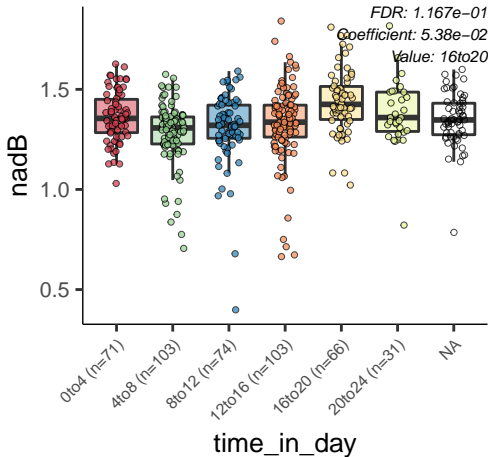 FDR: 1.167e−01
Coefficient: 5.38e−02
Value: 16to20
nadB
1.5
1.0
0.5
0to4 (n=71)
4to8 (n=103)
8to12 (n=74)
12to16 (n=103)
16to20 (n=66)
20to24 (n=31)
NA
time_in_day